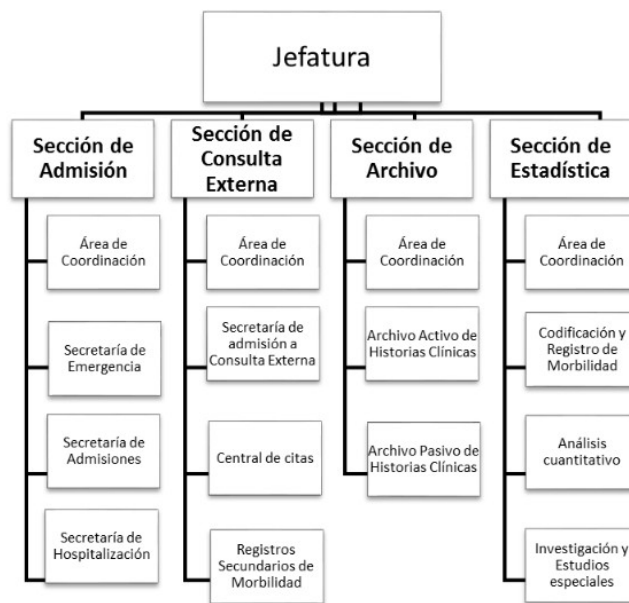 Jefatura
Sección de
Admisión
Área de
Coordinación
Secretaría de
Emergencia
Secretaría de
Admisiones
Secretaría de
Hospitalización
Sección de
Consulta
Externa
Área de
Coordinación
Secretaría de
admisión a
Consulta Externa
Central de citas
Registros
Secundarios de
Morbilidad
Sección de
Archivo
Área de
Coordinación
Archivo Activo de
Historias Clínicas
Archivo Pasivo de
Historias Clínicas
Sección de
Estadística
Área de
Coordinación
Codificación y
Registro de
Morbilidad
Análisis
cuantitativo
Investigación y
Estudios
especiales